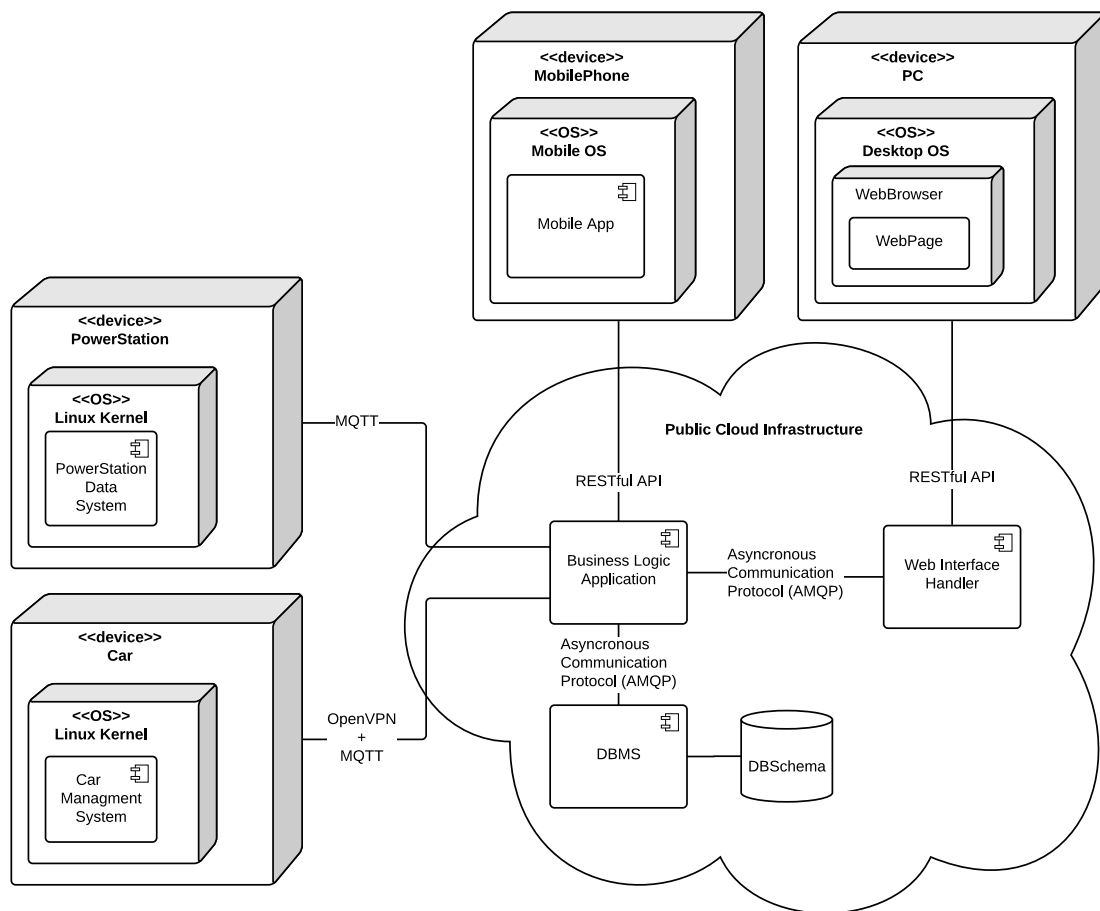 <<device>>
MobilePhone
<<OS>>
Mobile OS
Mobile App
<<device>>
PC
<<OS>>
Desktop OS
WebBrowser
WebPage
<<device>>
PowerStation
<<OS>>
Linux Kernel
PowerStation
Data
System
MQTT
Public Cloud Infrastructure
RESTful API
RESTful API
Business Logic
Application
Asyncronous
Communication
Protocol (AMQP)
Web Interface
Handler
<<device>>
Car
<<OS>>
Linux Kernel
Car
Managment
System
OpenVPN
+
MQTT
Asyncronous
Communication
Protocol (AMQP)
DBMS
DBSchema